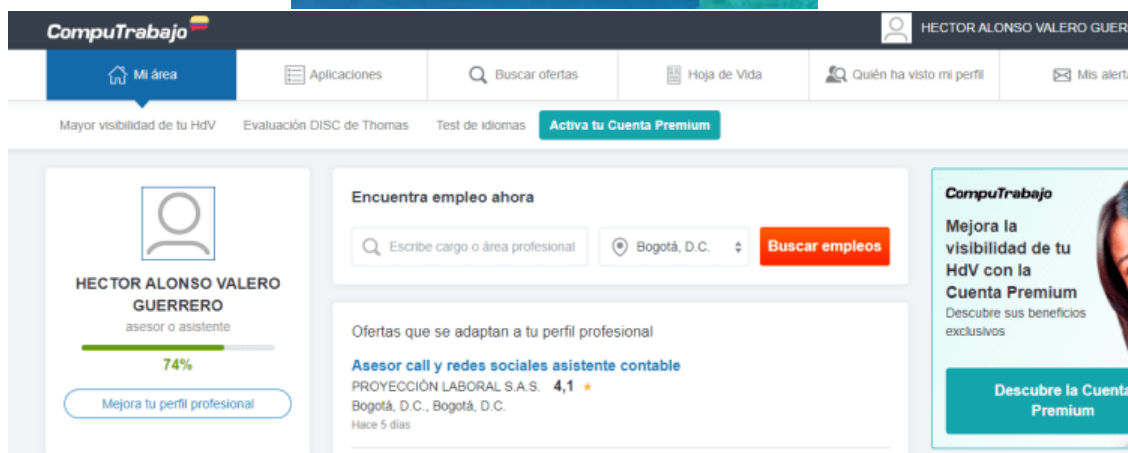 CompuTrabajo
HECTOR ALONSO VALERO
Mi área
Aplicaciones
Buscar ofertas
Hoja de Vida
Quién ha visto mi perfil
Mis
Mayor visibilidad de tu HdV
Evaluación DISC de Thomas
Test de idiomas
Activa tu Cuenta Premium
HECTOR ALONSO VALERO
GUERRERO
asesor o asistente
74%
Mejora tu perfil profesional
Encuentra empleo ahora
Escribe cargo o área profesional
Bogotá, D.C.
Buscar empleos
Ofertas que se adaptan a tu perfil profesional
Asesor call y redes sociales asistente contable
PROYECCIÓN LABORAL S.A.S. 4,1 ★
Bogotá, D.C., Bogotá, D.C.
Hace 5 días
CompuTrabajo
Mejora la
visibilidad de tu
HdV con la
Cuenta Premium
Descubre sus beneficios
exclusivos
Descubre la Cuenta
Premium